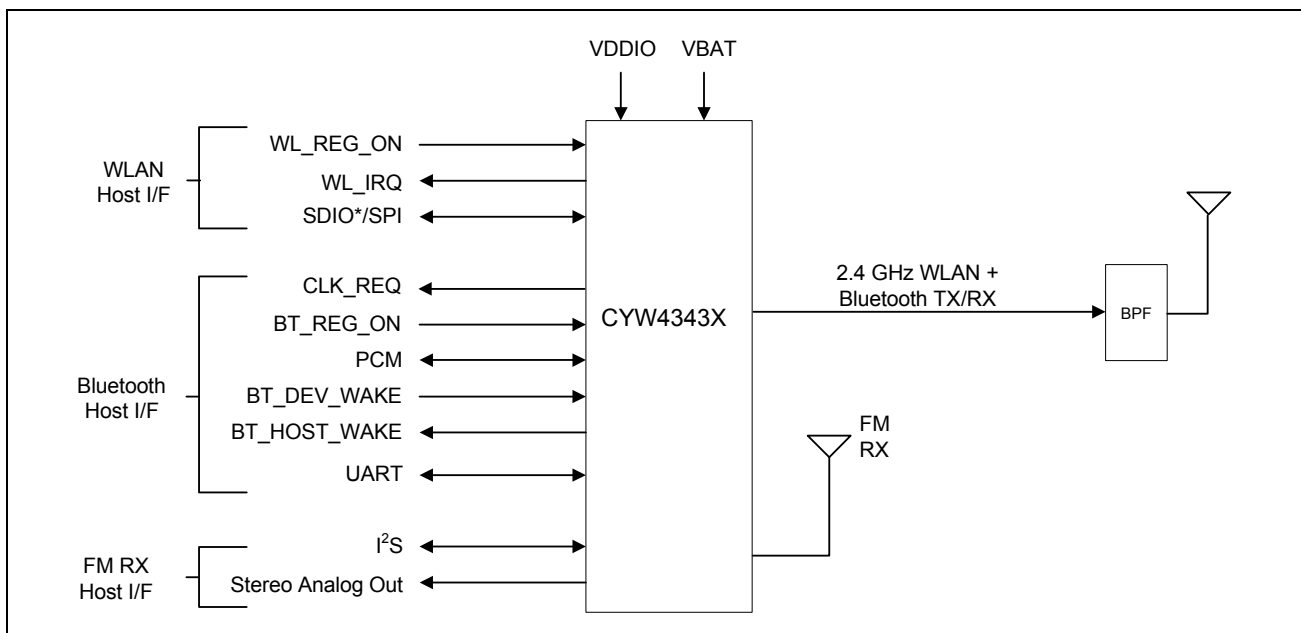 VDDIO
VBAT
WLAN
Host I/F
WL_REG_ON
WL_IRQ
SDIO*/SPI
Bluetooth
Host I/F
CLK_REQ
BT_REG_ON
PCM
BT_DEV_WAKE
BT_HOST_WAKE
UART
FM RX
Host I/F
I²S
Stereo Analog Out
CYW4343X
2.4 GHz WLAN +
Bluetooth TX/RX
BPF
FM
RX